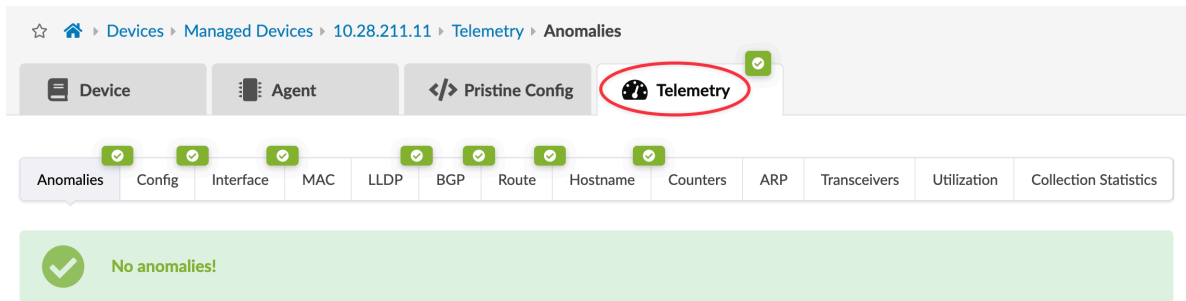 Devices Managed Devices 10.28.211.11 Telemetry Anomalies
Device Agent </> Pristine Config Telemetry
Anomalies Config Interface MAC LLDP BGP Route Hostname Counters ARP Transceivers Utilization Collection Statistics
No anomalies!